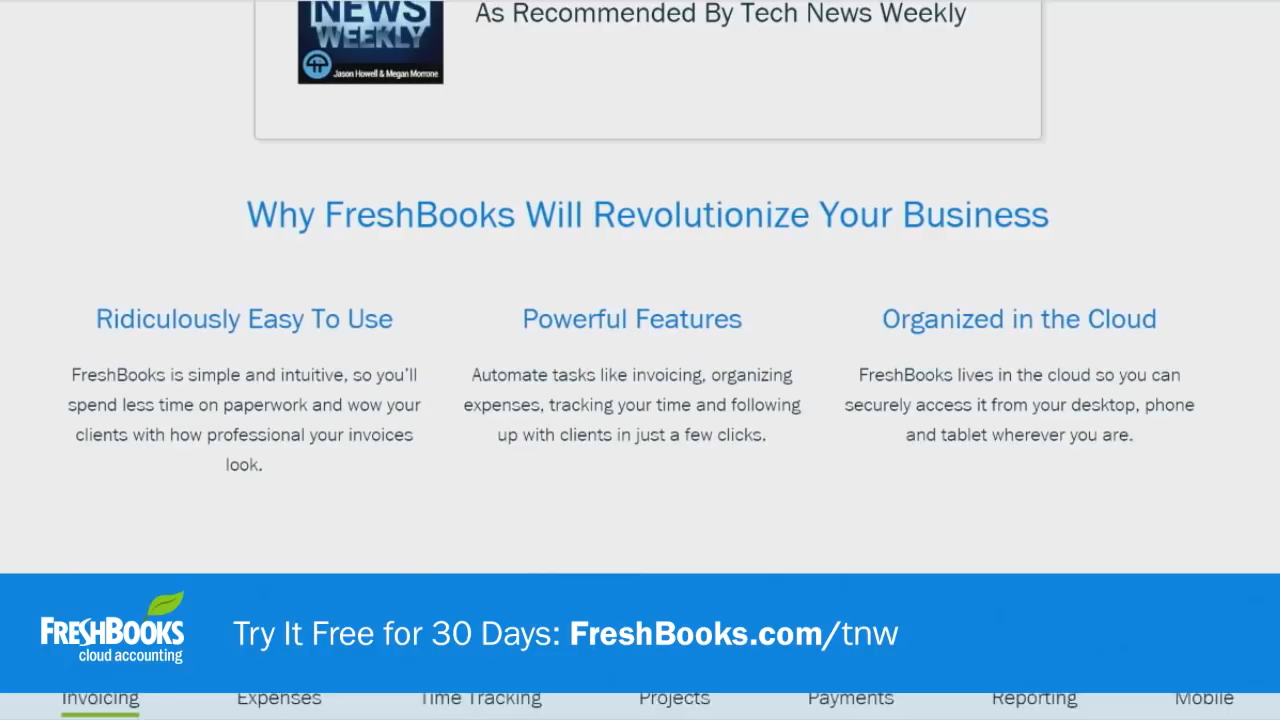 NEWS
WEEKLY
Jason Howell & Megan Morrone
As Recommended By Tech News Weekly
Why FreshBooks Will Revolutionize Your Business
Ridiculously Easy To Use
FreshBooks is simple and intuitive, so you'll
spend less time on paperwork and wow your
clients with how professional your invoices
look.
Powerful Features
Automate tasks like invoicing, organizing
expenses, tracking your time and following
up with clients in just a few clicks.
Organized in the Cloud
FreshBooks lives in the cloud so you can
securely access it from your desktop, phone
and tablet wherever you are.
FRESHBOOKS
cloud accounting
Try It Free for 30 Days: FreshBooks.com/tnw
Invoicing Expenses Time Tracking Projects Payments Reporting Mobile